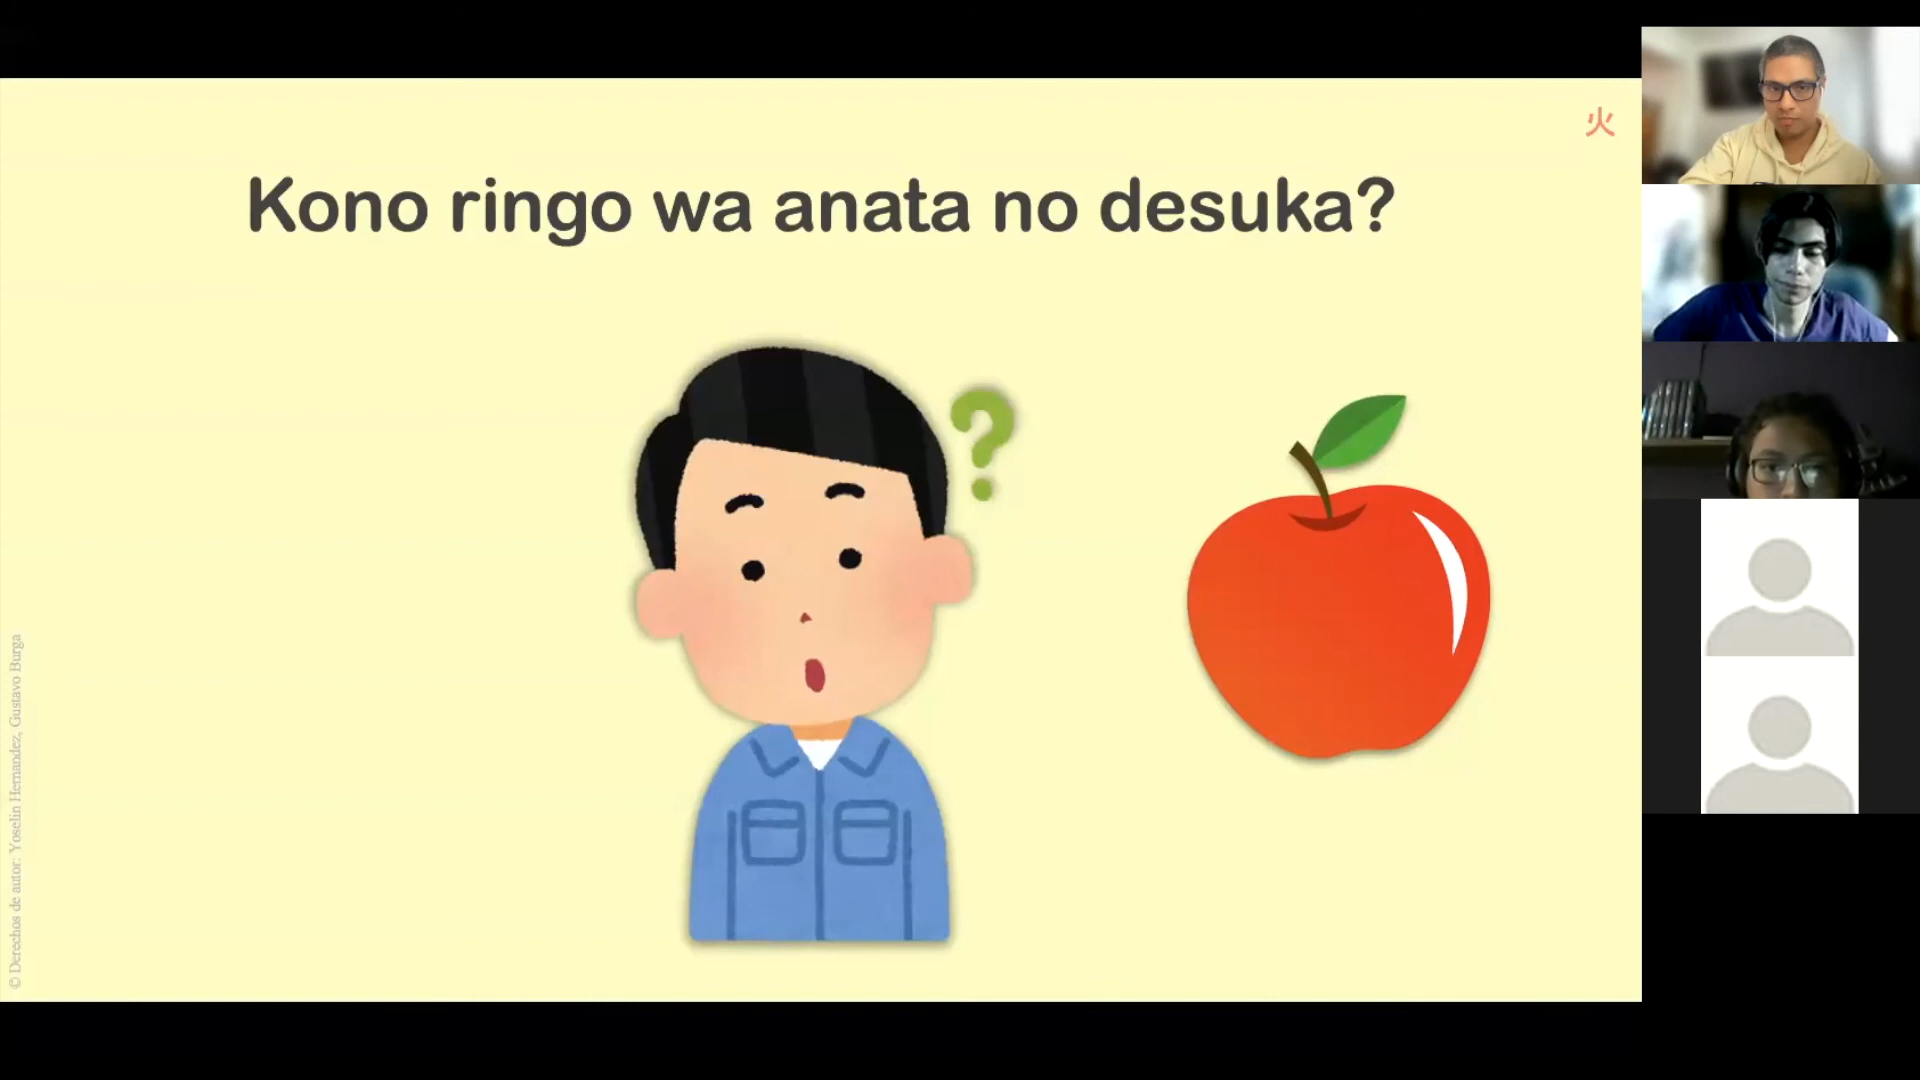 火
Kono ringo wa anata no desuka?
© Derechos de autor: Yoselin Hernandez, Gustavo Burga